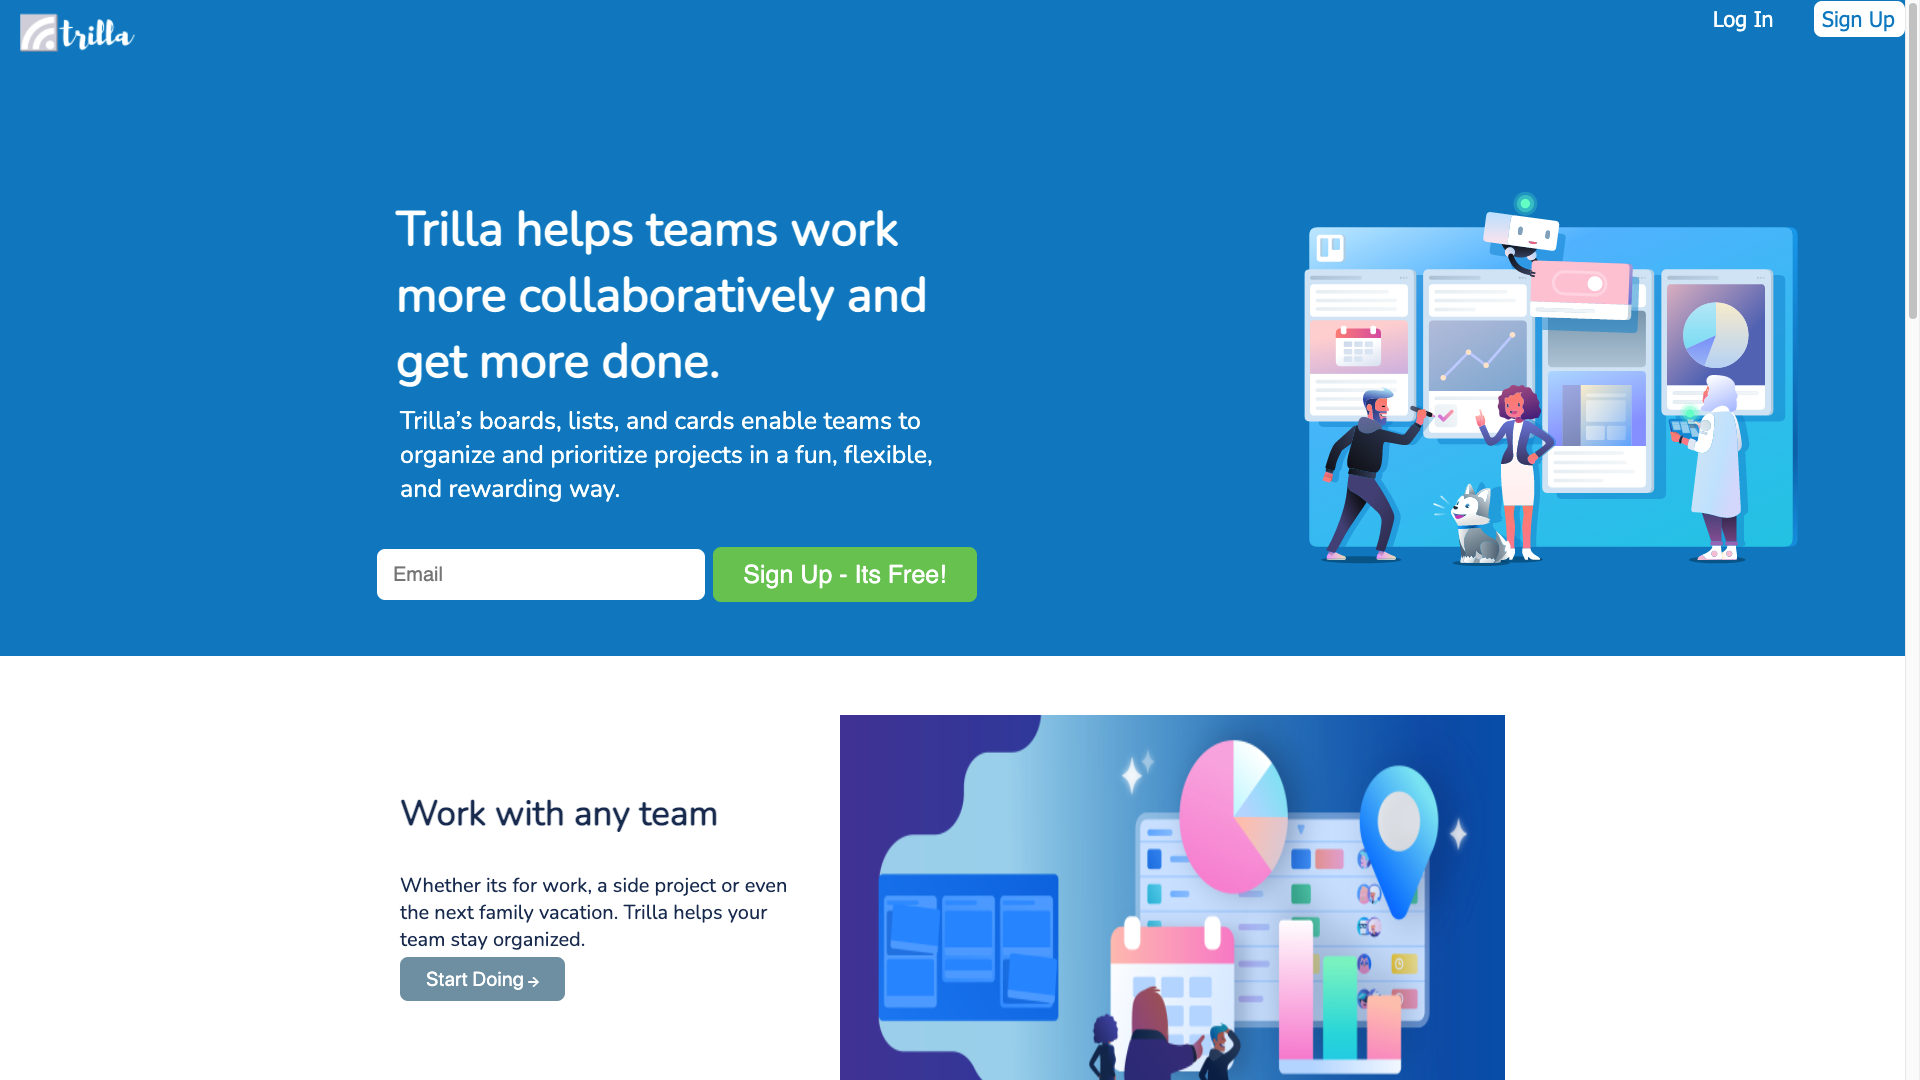 trilla
Log In
Sign Up
Trilla helps teams work
more collaboratively and
get more done.
Trilla’s boards, lists, and cards enable teams to
organize and prioritize projects in a fun, flexible,
and rewarding way.
Email
Sign Up - Its Free!
Work with any team
Whether its for work, a side project or even
the next family vacation. Trilla helps your
team stay organized.
Start Doing →